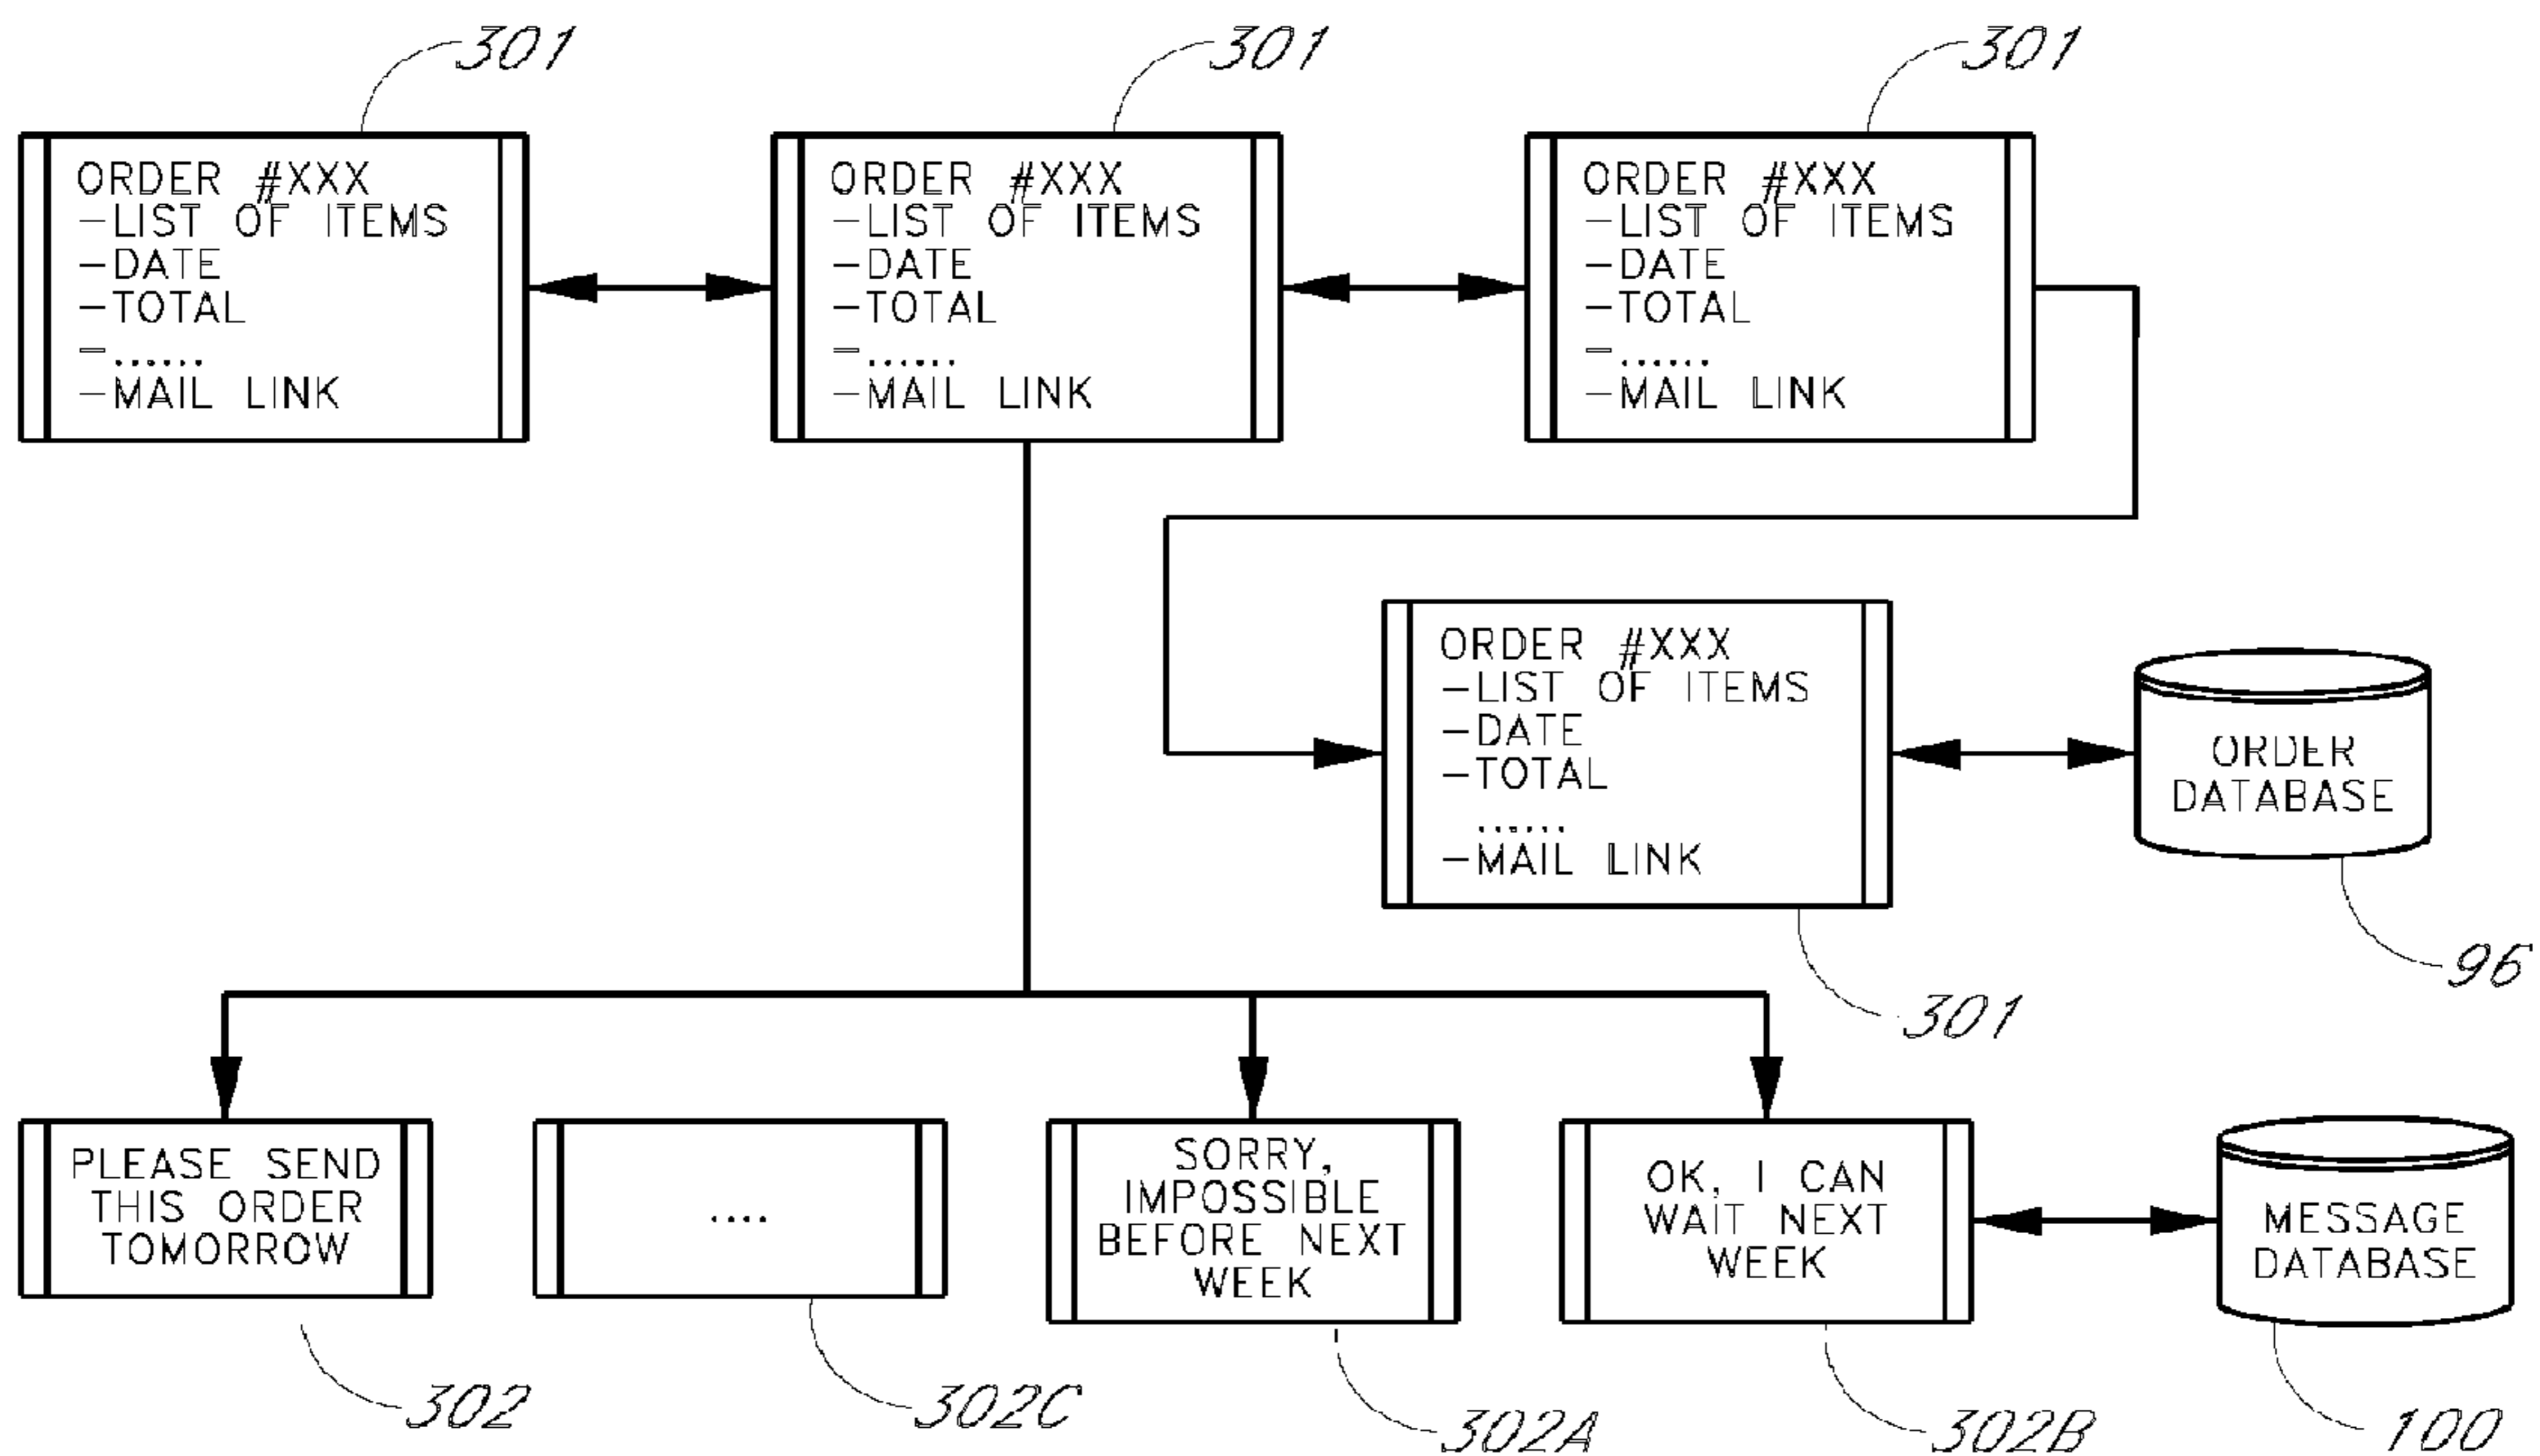 301
301
301
ORDER #XXX
-LIST OF ITEMS
-DATE
-TOTAL
-......
-MAIL LINK
ORDER #XXX
-LIST OF ITEMS
-DATE
-TOTAL
-......
-MAIL LINK
ORDER #XXX
-LIST OF ITEMS
-DATE
-TOTAL
-......
-MAIL LINK
ORDER #XXX
-LIST OF ITEMS
-DATE
-TOTAL
......
-MAIL LINK
ORDER
DATABASE
96
301
PLEASE SEND
THIS ORDER
TOMORROW
....
SORRY,
IMPOSSIBLE
BEFORE NEXT
WEEK
OK, I CAN
WAIT NEXT
WEEK
MESSAGE
DATABASE
302
302C
302A
302B
100